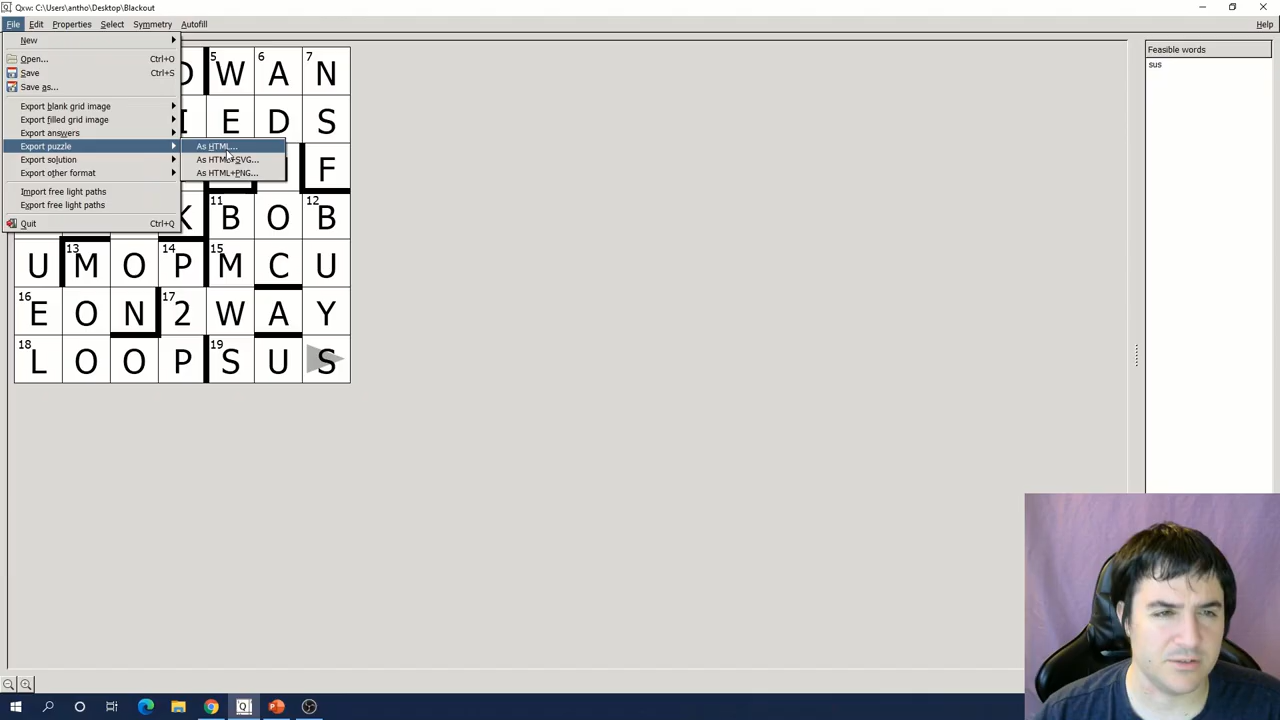 Qxw: C:\Users\antho\Desktop\Blackout
File Edit Properties Select Symmetry Autofill Help
New
Open... Ctrl+O
Save Ctrl+S
Save as...
Export blank grid image
Export filled grid image
Export answers
Export puzzle
Export solution
Export other format
Import free light paths
Export free light paths
Quit Ctrl+Q
As HTML...
As HTML+SVG...
As HTML+PNG...
Feasible words
sus
D 5 W 6 A 7 N
I E D S
F
K 11 B O 12 B
U 13 M O 14 P 15 M C U
16 E O N 17 2 W A Y
18 L O O P 19 S U S